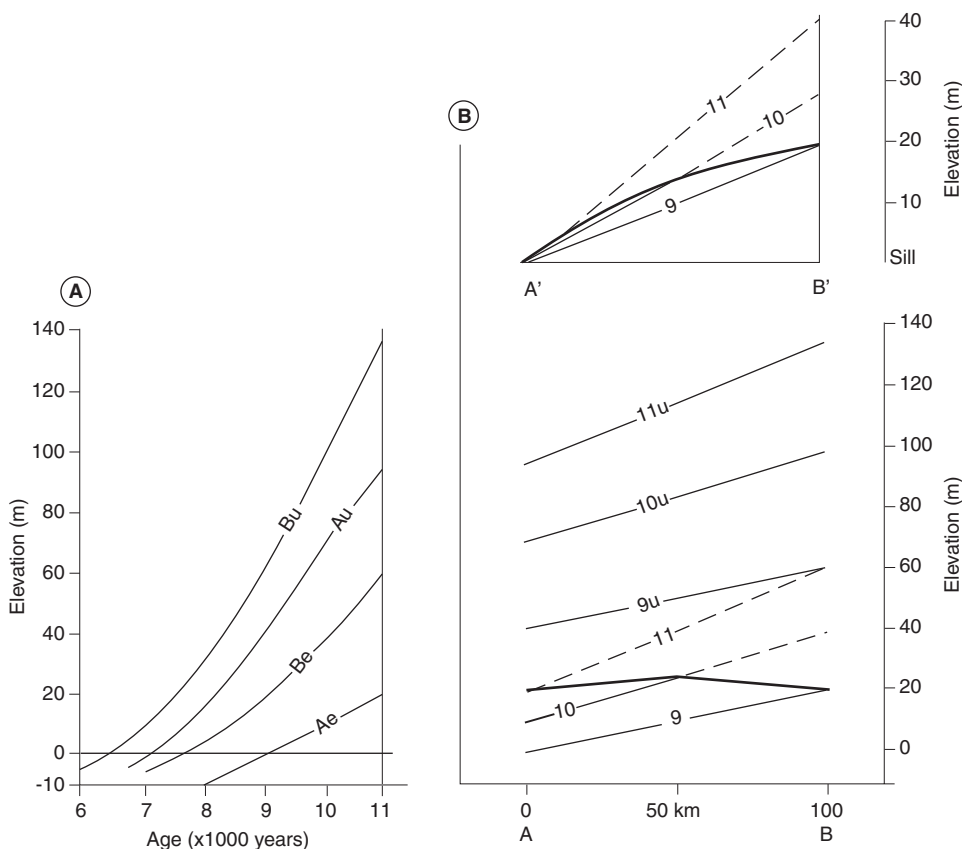 A
140
120
100
80
60
40
20
0
-10
Elevation (m)
Bu
Au
Be
Ae
6 7 8 9 10 11
Age (x1000 years)
B
11
10
9
A’ B’
40
30
20
10
Sill
Elevation (m)
11u
10u
9u
11
10
9
140
120
100
80
60
40
20
0
Elevation (m)
0 50 km 100
A B